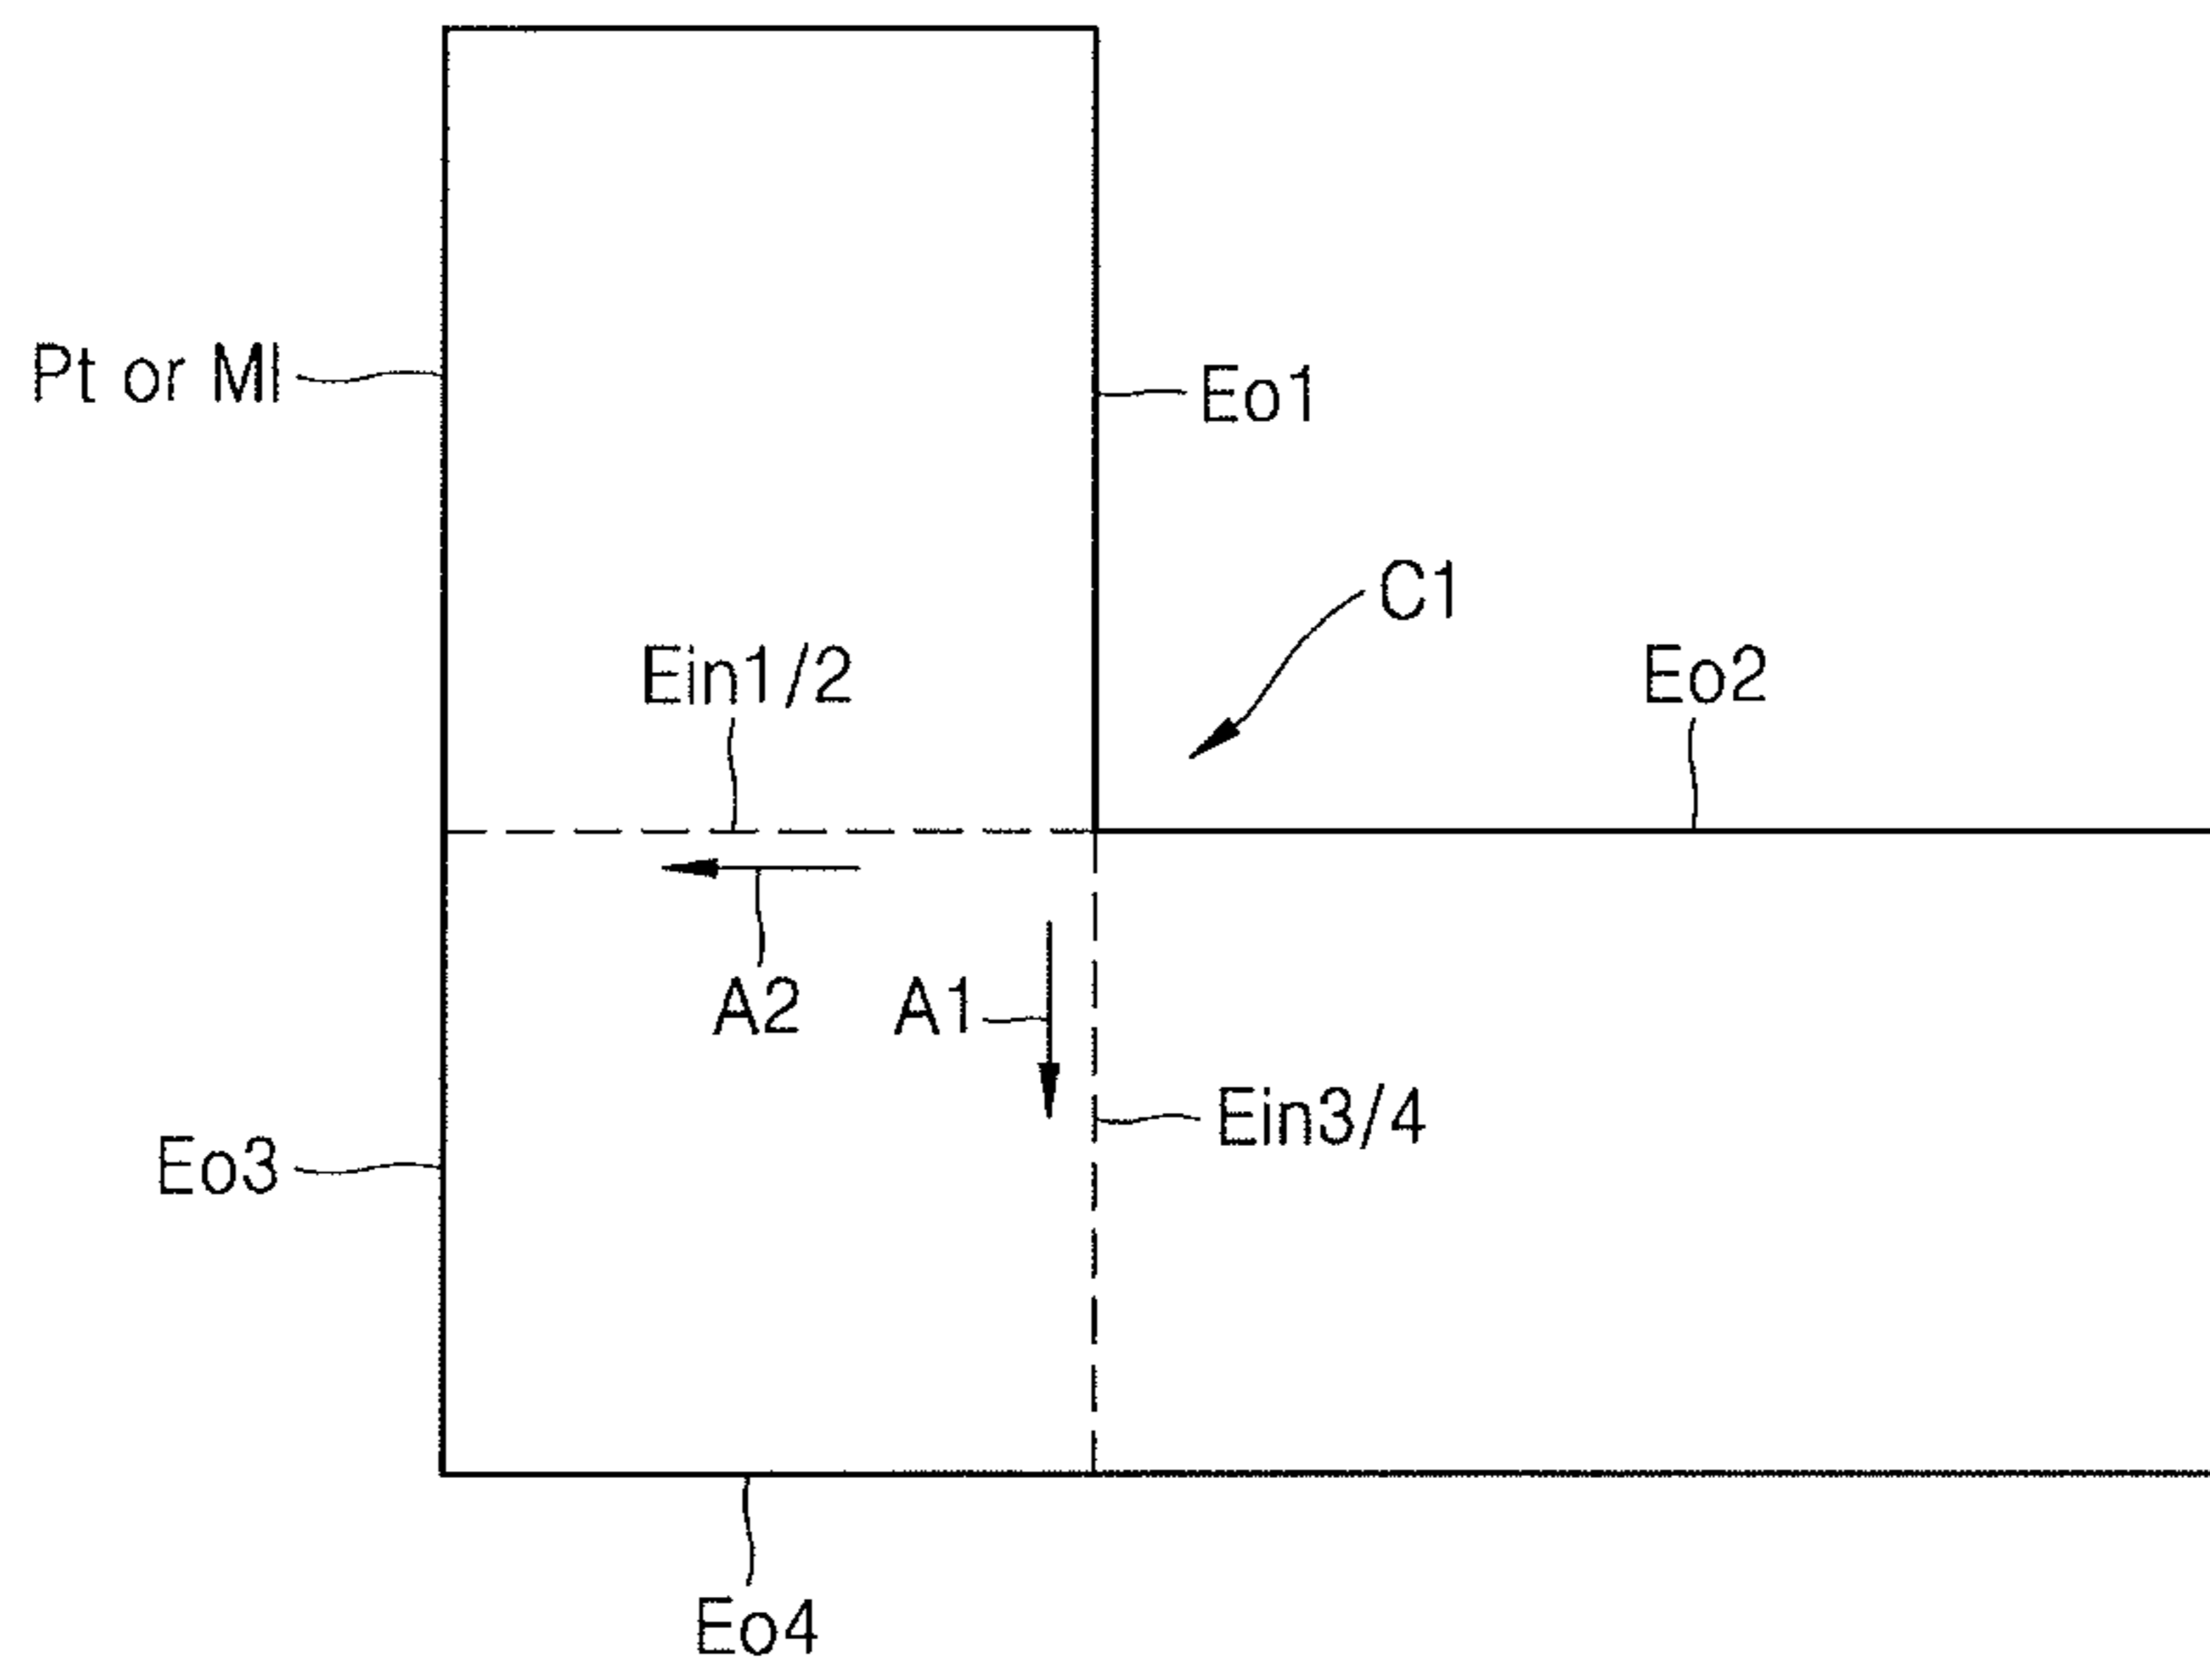 Pt or Ml
Eo1
C1
Ein1/2
Eo2
A2
A1
Ein3/4
Eo3
Eo4